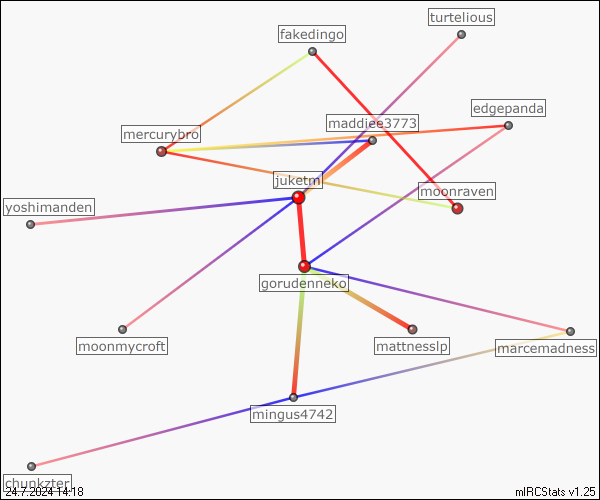 turtelious
fakedingo
edgepanda
maddiee3773
mercurybro
juketm
moonraven
yoshimanden
gorudenneko
moonmycroft
mattnesslp
marcemadness
mingus4742
chunkzter
24.7.2024 14:18
mIRCStats v1.25